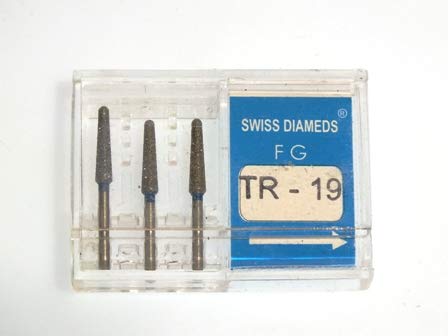 SWISS DIAMEDS®
FG
TR - 19